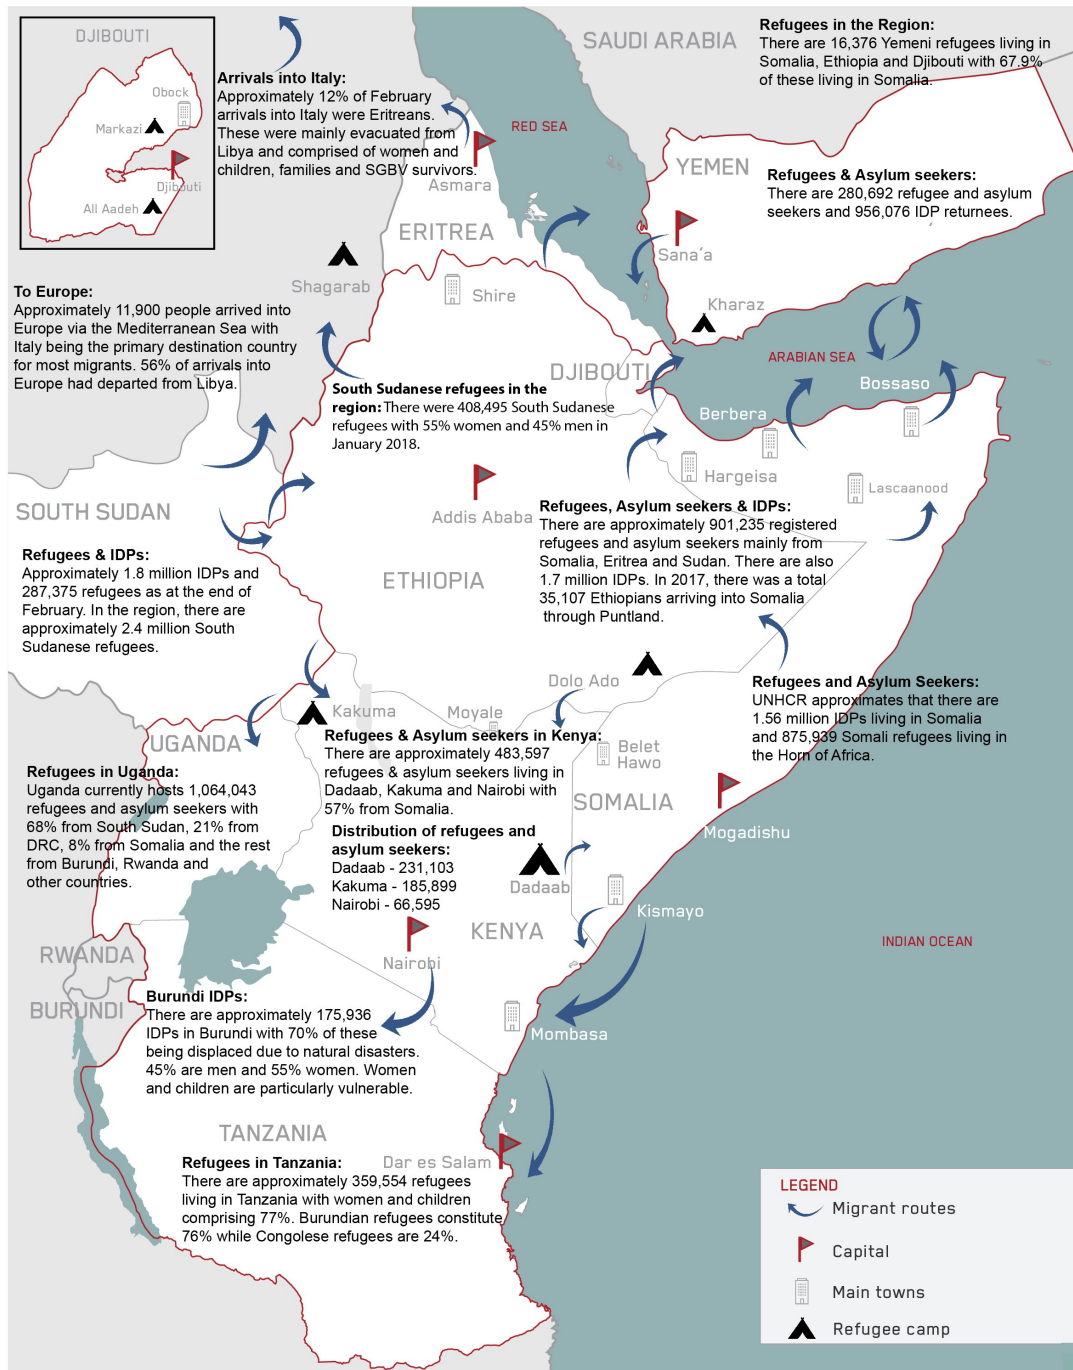 DJIBOUTI
Obock
Markazi
Djibouti
All Aadeh
SAUDI ARABIA
Refugees in the Region:
There are 16,376 Yemeni refugees living in
Somalia, Ethiopia and Djibouti with 67.9%
of these living in Somalia.
Arrivals into Italy:
Approximately 12% of February
arrivals into Italy were Eritreans.
These were mainly evacuated from
Libya and comprised of women and
children, families and SGBV survivors.
RED SEA
Asmara
ERITREA
YEMEN
Refugees & Asylum seekers:
There are 280,692 refugee and asylum
seekers and 956,076 IDP returnees.
Sana'a
Kharaz
Shagarab
Shire
To Europe:
Approximately 11,900 people arrived into
Europe via the Mediterranean Sea with
Italy being the primary destination country
for most migrants. 56% of arrivals into
Europe had departed from Libya.
DJIBOUTI
ARABIAN SEA
Bossaso
Berbera
Hargeisa
Lascaanood
South Sudanese refugees in the
region: There were 408,495 South Sudanese
refugees with 55% women and 45% men in
January 2018.
Addis Ababa
SOUTH SUDAN
Refugees & IDPs:
Approximately 1.8 million IDPs and
287,375 refugees as at the end of
February. In the region, there are
approximately 2.4 million South
Sudanese refugees.
ETHIOPIA
Refugees, Asylum seekers & IDPs:
There are approximately 901,235 registered
refugees and asylum seekers mainly from
Somalia, Eritrea and Sudan. There are also
1.7 million IDPs. In 2017, there was a total
35,107 Ethiopians arriving into Somalia
through Puntland.
Dolo Ado
Refugees and Asylum Seekers:
UNHCR approximates that there are
1.56 million IDPs living in Somalia
and 875,939 Somali refugees living in
the Horn of Africa.
Kakuma
Moyale
UGANDA
Refugees & Asylum seekers in Kenya:
There are approximately 483,597
refugees & asylum seekers living in
Dadaab, Kakuma and Nairobi with
57% from Somalia.
Belet
Hawo
SOMALIA
Mogadishu
Refugees in Uganda:
Uganda currently hosts 1,064,043
refugees and asylum seekers with
68% from South Sudan, 21% from
DRC, 8% from Somalia and the rest
from Burundi, Rwanda and
other countries.
Distribution of refugees and
asylum seekers:
Dadaab - 231,103
Kakuma - 185,899
Nairobi - 66,595
Dadaab
Kismayo
KENYA
Nairobi
INDIAN OCEAN
RWANDA
BURUNDI
Burundi IDPs:
There are approximately 175,936
IDPs in Burundi with 70% of these
being displaced due to natural disasters.
45% are men and 55% women. Women
and children are particularly vulnerable.
Mombasa
TANZANIA
Dar es Salam
Refugees in Tanzania:
There are approximately 359,554 refugees
living in Tanzania with women and children
comprising 77%. Burundian refugees constitute
76% while Congolese refugees are 24%.
LEGEND
Migrant routes
Capital
Main towns
Refugee camp